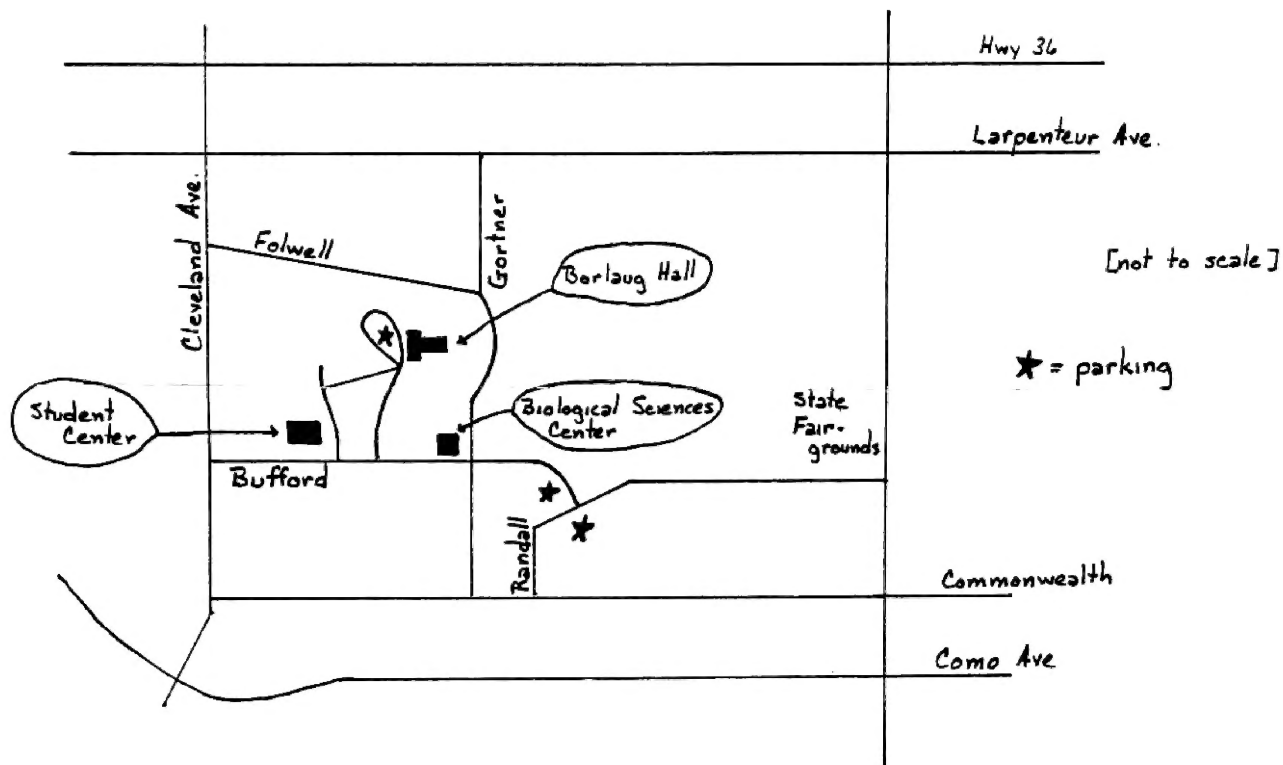 Hwy 36
Larpenteur Ave.
Cleveland Ave.
Folwell
Gortner
Borlaug Hall
[not to scale]
★ = parking
Student
Center
Biological Sciences
Center
State
Fair-
grounds
Bufford
Randall
Commonwealth
Como Ave